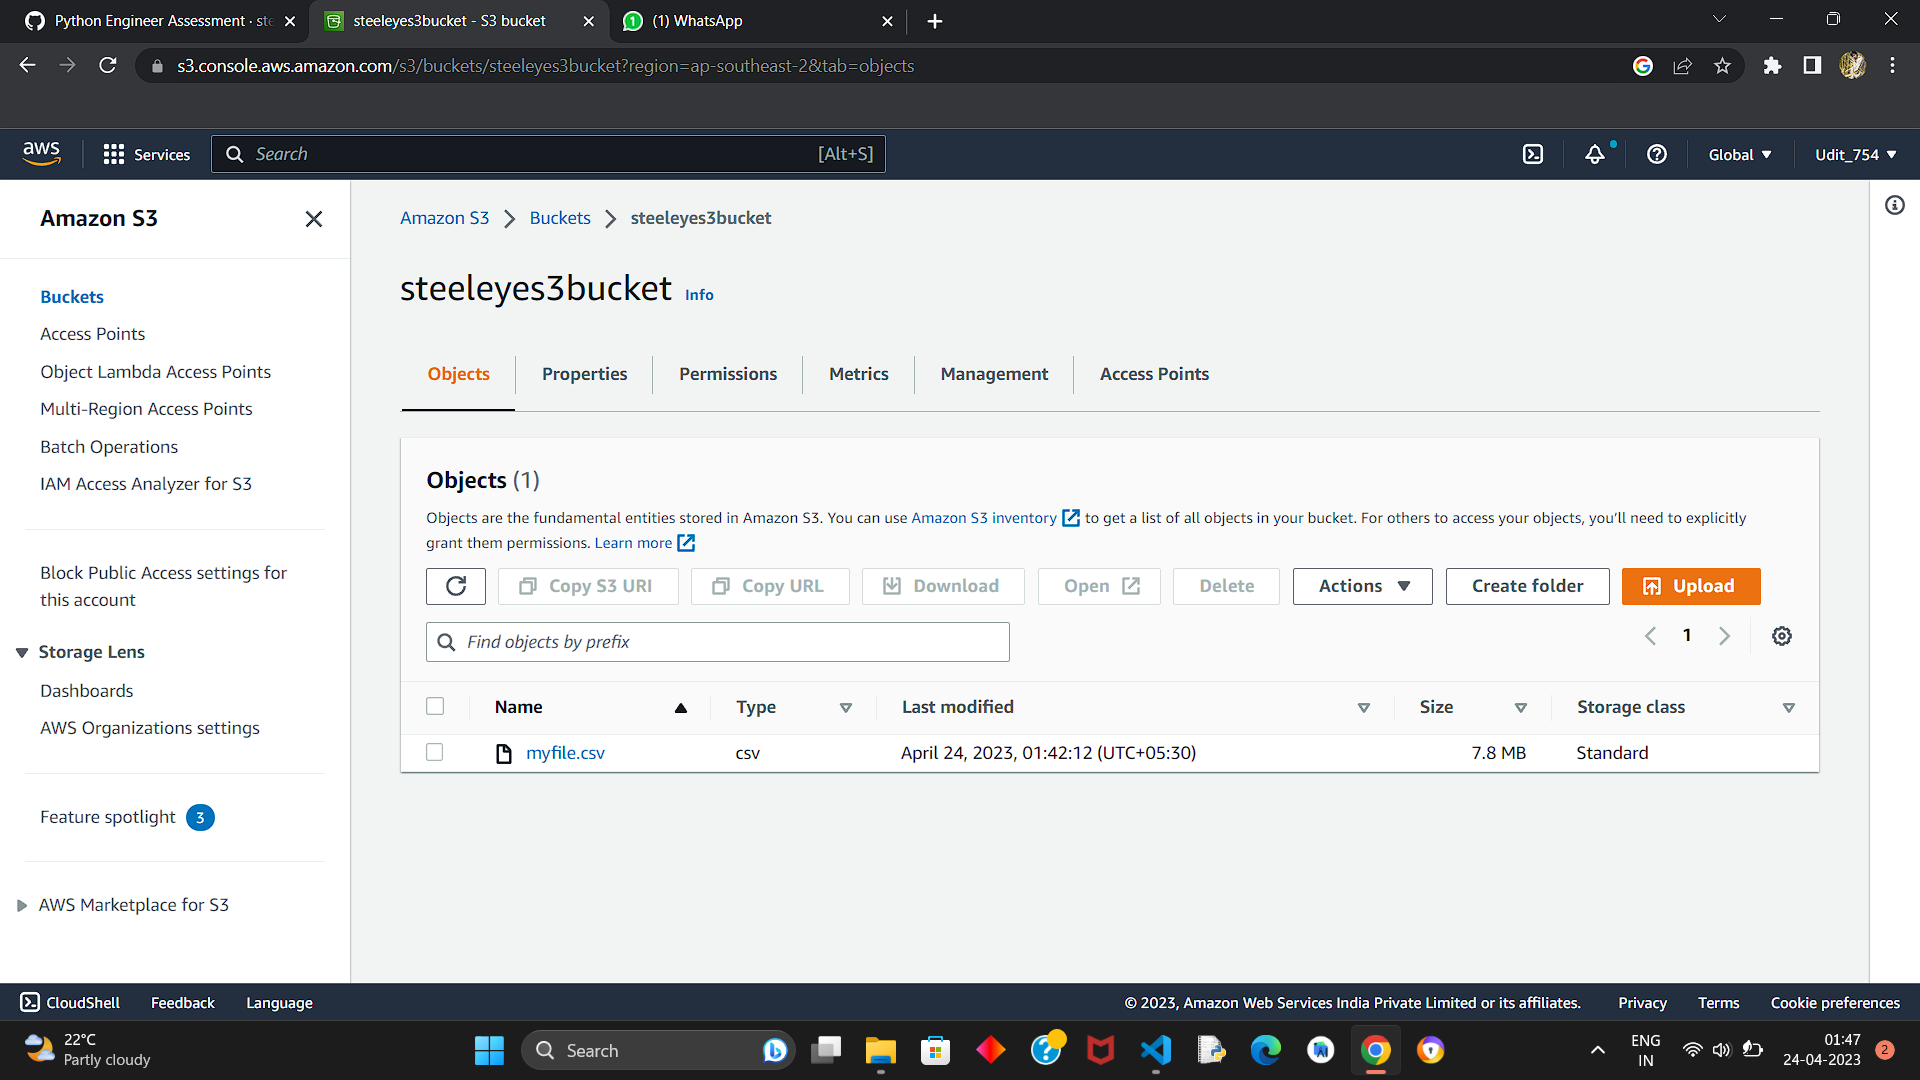 Python Engineer Assessment · ste
steeleyes3bucket - S3 bucket
(1) WhatsApp
s3.console.aws.amazon.com/s3/buckets/steeleyes3bucket?region=ap-southeast-2&tab=objects
aws
Services
Search
[Alt+S]
Global
Udit_754
Amazon S3
Buckets
Access Points
Object Lambda Access Points
Multi-Region Access Points
Batch Operations
IAM Access Analyzer for S3
Block Public Access settings for
this account
Storage Lens
Dashboards
AWS Organizations settings
Feature spotlight 3
AWS Marketplace for S3
Amazon S3 > Buckets > steeleyes3bucket
steeleyes3bucket Info
Objects
Properties
Permissions
Metrics
Management
Access Points
Objects (1)
Objects are the fundamental entities stored in Amazon S3. You can use Amazon S3 inventory to get a list of all objects in your bucket. For others to access your objects, you’ll need to explicitly
grant them permissions. Learn more
Copy S3 URI
Copy URL
Download
Open
Delete
Actions
Create folder
Upload
Find objects by prefix
1
Name
Type
Last modified
Size
Storage class
myfile.csv
csv
April 24, 2023, 01:42:12 (UTC+05:30)
7.8 MB
Standard
CloudShell
Feedback
Language
© 2023, Amazon Web Services India Private Limited or its affiliates.
Privacy
Terms
Cookie preferences
22°C
Partly cloudy
Search
ENG
IN
01:47
24-04-2023
2